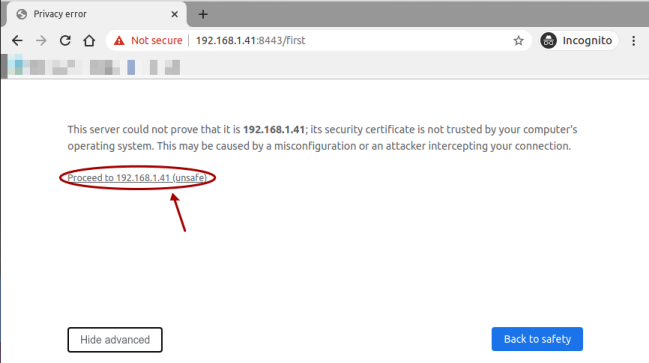 Privacy error
Not secure 192.168.1.41:8443/first Incognito
This server could not prove that it is 192.168.1.41; its security certificate is not trusted by your computer's
operating system. This may be caused by a misconfiguration or an attacker intercepting your connection.
Proceed to 192.168.1.41 (unsafe)
Hide advanced
Back to safety